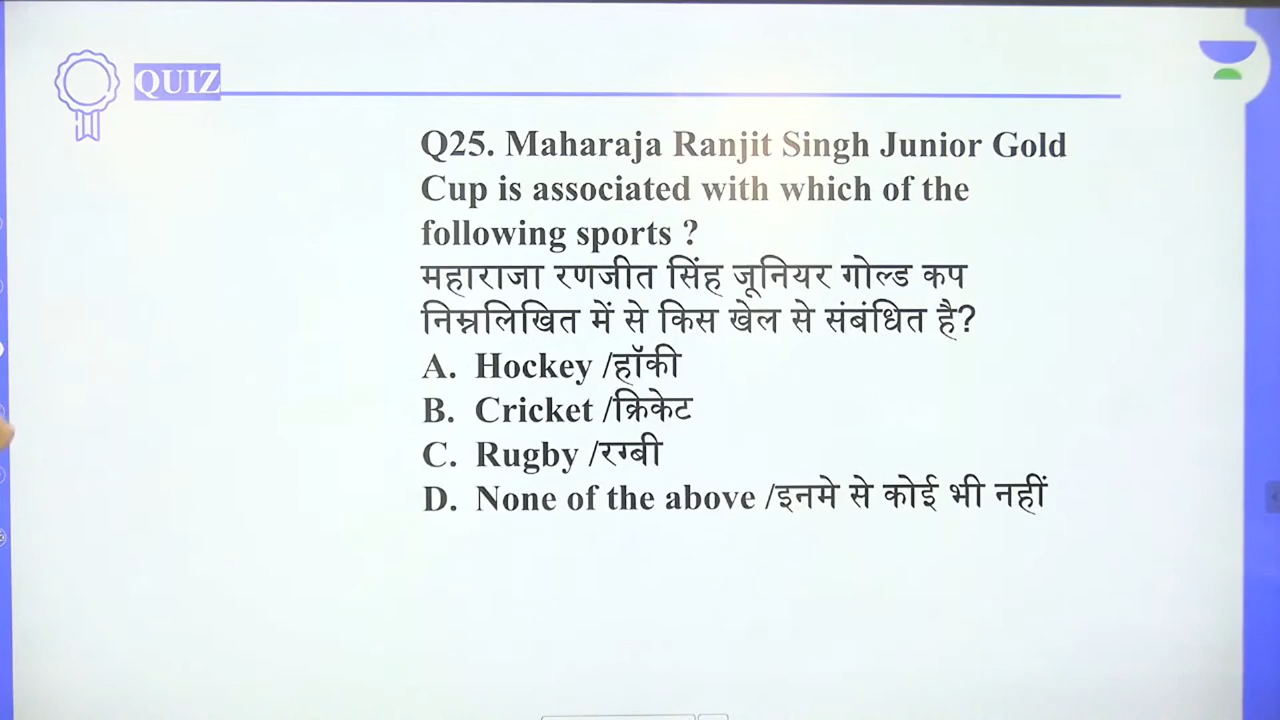 QUIZ
Q25. Maharaja Ranjit Singh Junior Gold
Cup is associated with which of the
following sports ?
महाराजा रणजीत सिंह जूनियर गोल्ड कप
निम्नलिखित में से किस खेल से संबंधित है?
A. Hockey /हॉकी
B. Cricket /क्रिकेट
C. Rugby /रग्बी
D. None of the above /इनमे से कोई भी नहीं